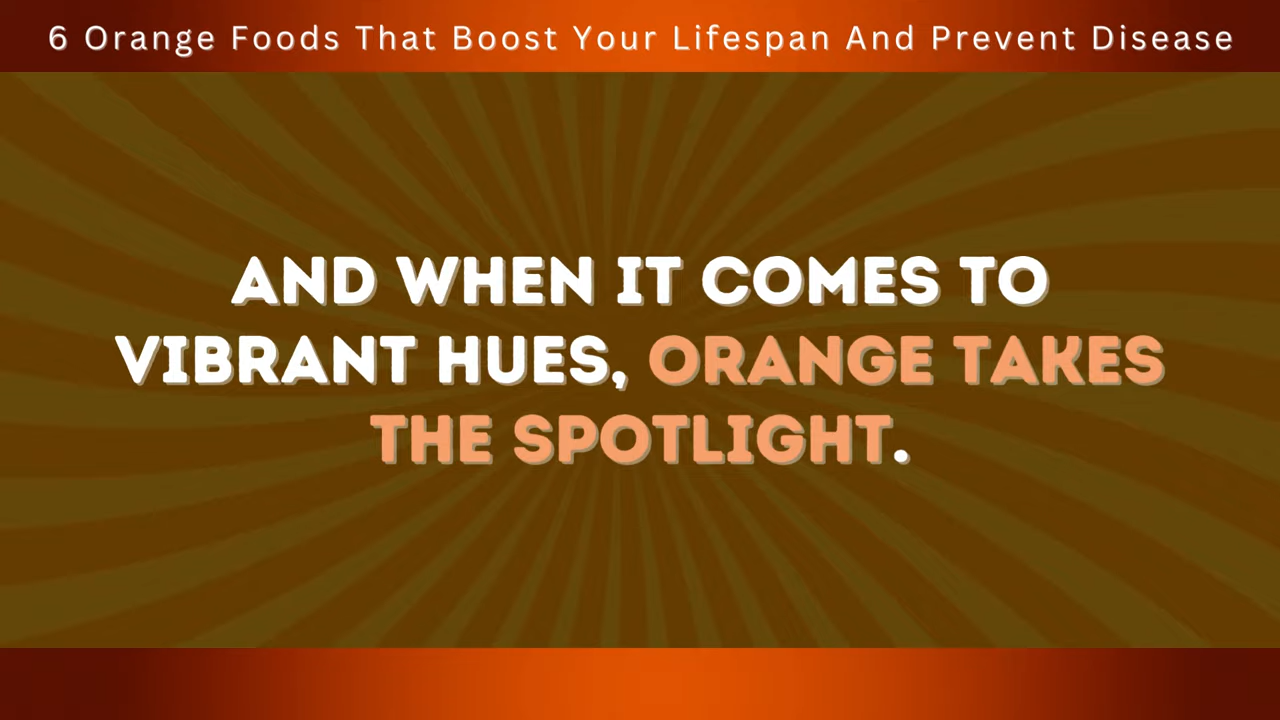 6 Orange Foods That Boost Your Lifespan And Prevent Disease
AND WHEN IT COMES TO
VIBRANT HUES, ORANGE TAKES
THE SPOTLIGHT.